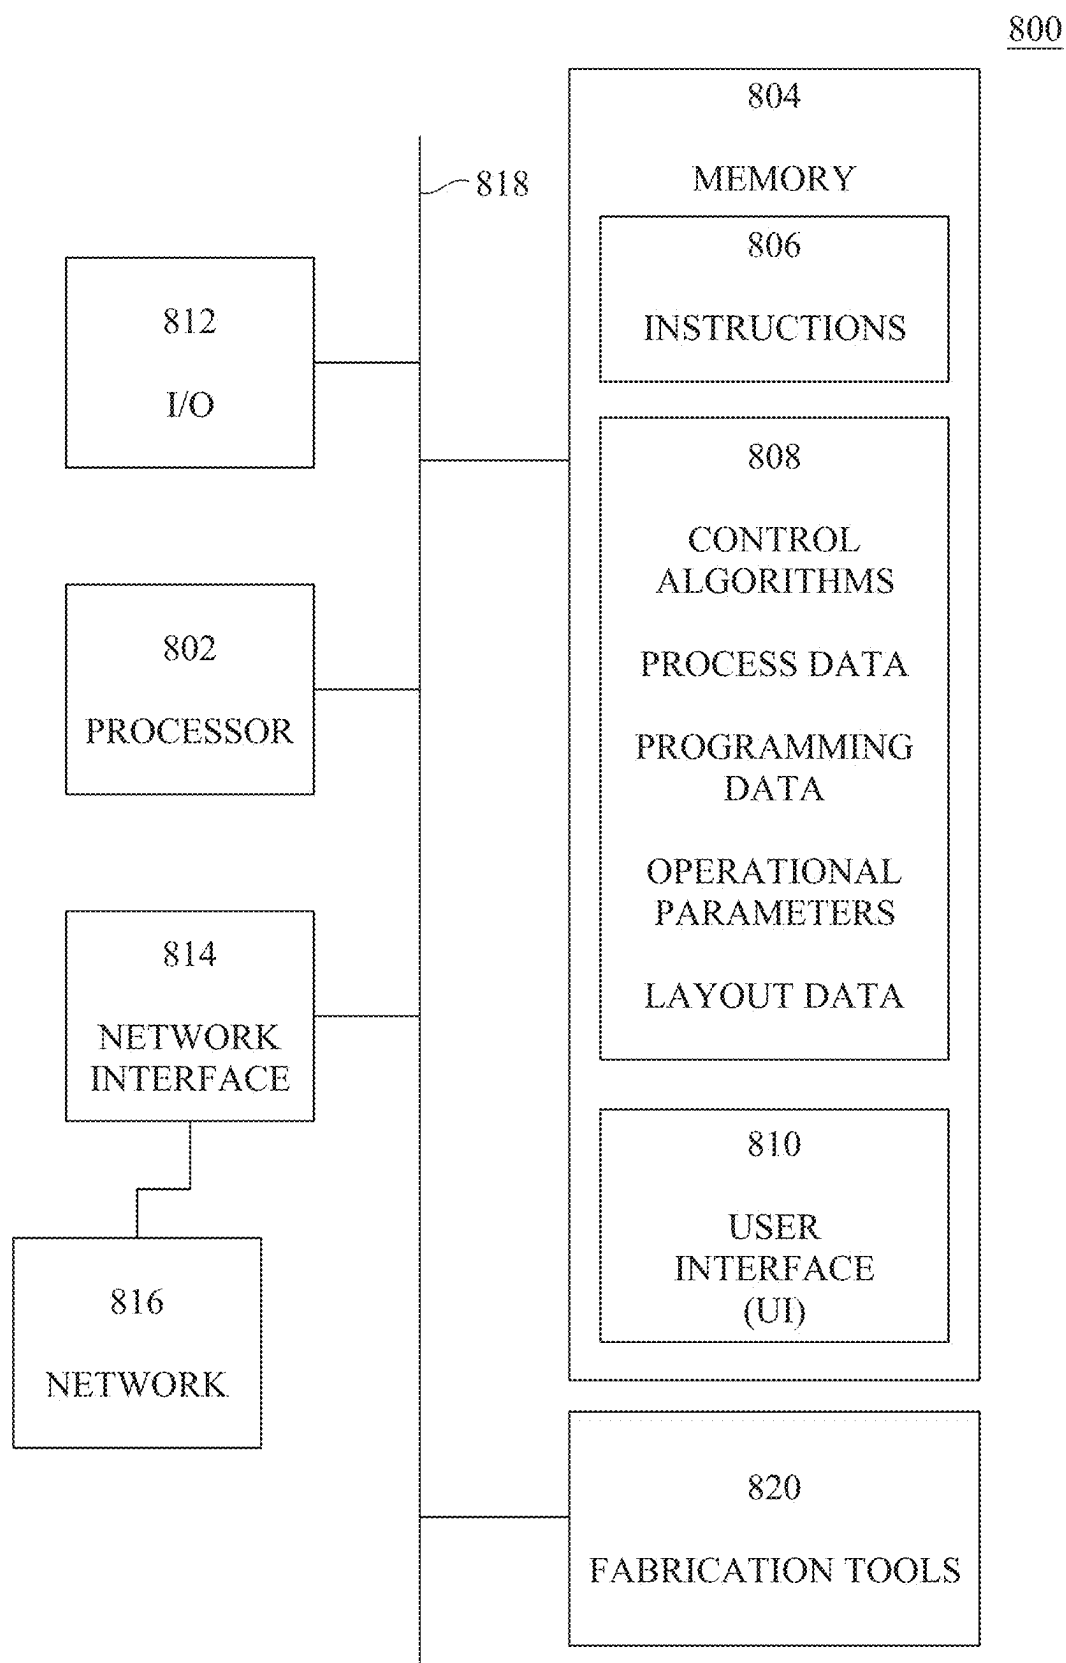 800
804
MEMORY
818
806
INSTRUCTIONS
812
I/O
808
CONTROL
ALGORITHMS
PROCESS DATA
PROGRAMMING
DATA
OPERATIONAL
PARAMETERS
LAYOUT DATA
802
PROCESSOR
814
NETWORK
INTERFACE
810
USER
INTERFACE
(UI)
816
NETWORK
820
FABRICATION TOOLS